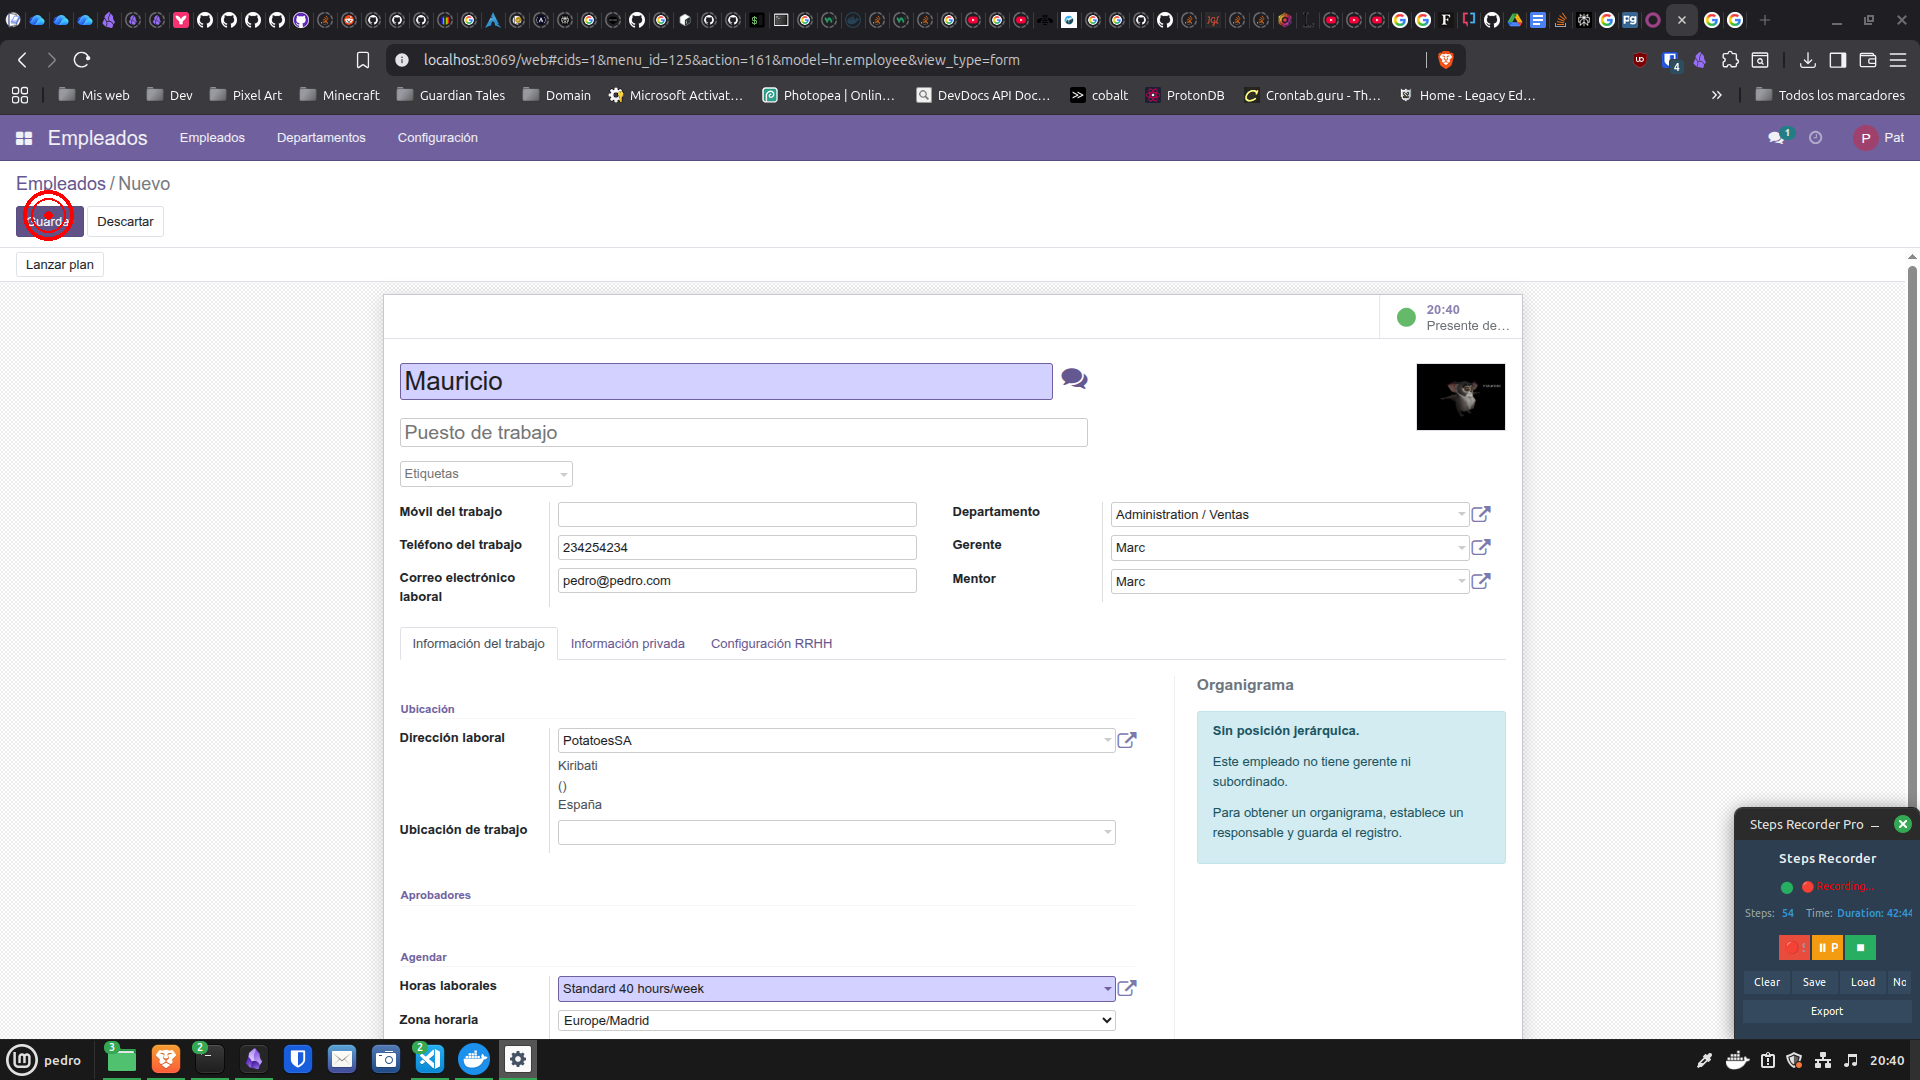 localhost:8069/web#cids=1&menu_id=125&action=161&model=hr.employee&view_type=form
4
Mis web
Dev
Pixel Art
Minecraft
Guardian Tales
Domain
Microsoft Activat...
Photopea | Onlin...
DevDocs API Doc...
cobalt
ProtonDB
Crontab.guru - Th...
Home - Legacy Ed...
»
Todos los marcadores
Empleados
Empleados
Departamentos
Configuración
1
P
Pat
Empleados / Nuevo
Guarda
Descartar
Lanzar plan
20:40
Presente de...
Mauricio
Puesto de trabajo
Etiquetas
Móvil del trabajo
Teléfono del trabajo
234254234
Correo electrónico
laboral
pedro@pedro.com
Departamento
Administration / Ventas
Gerente
Marc
Mentor
Marc
Información del trabajo
Información privada
Configuración RRHH
Ubicación
Dirección laboral
PotatoesSA
Kiribati
()
España
Ubicación de trabajo
Organigrama
Sin posición jerárquica.
Este empleado no tiene gerente ni
subordinado.
Para obtener un organigrama, establece un
responsable y guarda el registro.
Aprobadores
Agendar
Horas laborales
Standard 40 hours/week
Zona horaria
Europe/Madrid
Steps Recorder Pro
Steps Recorder
Recording...
Steps: 54 Time: Duration: 42:44
P
Clear
Save
Load
No
Export
pedro
3
2
2
20:40